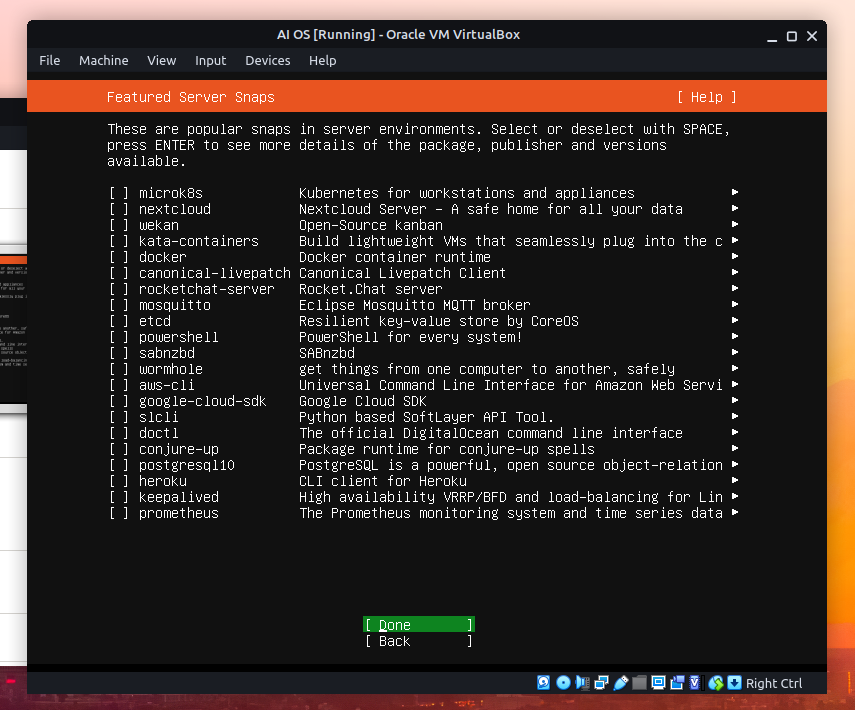 AI OS [Running] - Oracle VM VirtualBox
File Machine View Input Devices Help
Featured Server Snaps [ Help ]
These are popular snaps in server environments. Select or deselect with SPACE,
press ENTER to see more details of the package, publisher and versions
available.
[ ] microk8s Kubernetes for workstations and appliances
[ ] nextcloud Nextcloud Server - A safe home for all your data
[ ] wekan Open-Source kanban
[ ] kata-containers Build lightweight VMs that seamlessly plug into the c
[ ] docker Docker container runtime
[ ] canonical-livepatch Canonical Livepatch Client
[ ] rocketchat-server Rocket.Chat server
[ ] mosquitto Eclipse Mosquitto MQTT broker
[ ] etcd Resilient key-value store by CoreOS
[ ] powershell PowerShell for every system!
[ ] sabnzbd SABnzbd
[ ] wormhole get things from one computer to another, safely
[ ] aws-cli Universal Command Line Interface for Amazon Web Servi
[ ] google-cloud-sdk Google Cloud SDK
[ ] slcli Python based SoftLayer API Tool.
[ ] doctl The official DigitalOcean command line interface
[ ] conjure-up Package runtime for conjure-up spells
[ ] postgresql10 PostgreSQL is a powerful, open source object-relation
[ ] heroku CLI client for Heroku
[ ] keepalived High availability VRRP/BFD and load-balancing for Lin
[ ] prometheus The Prometheus monitoring system and time series data
[ Done ]
[ Back ]
Right Ctrl